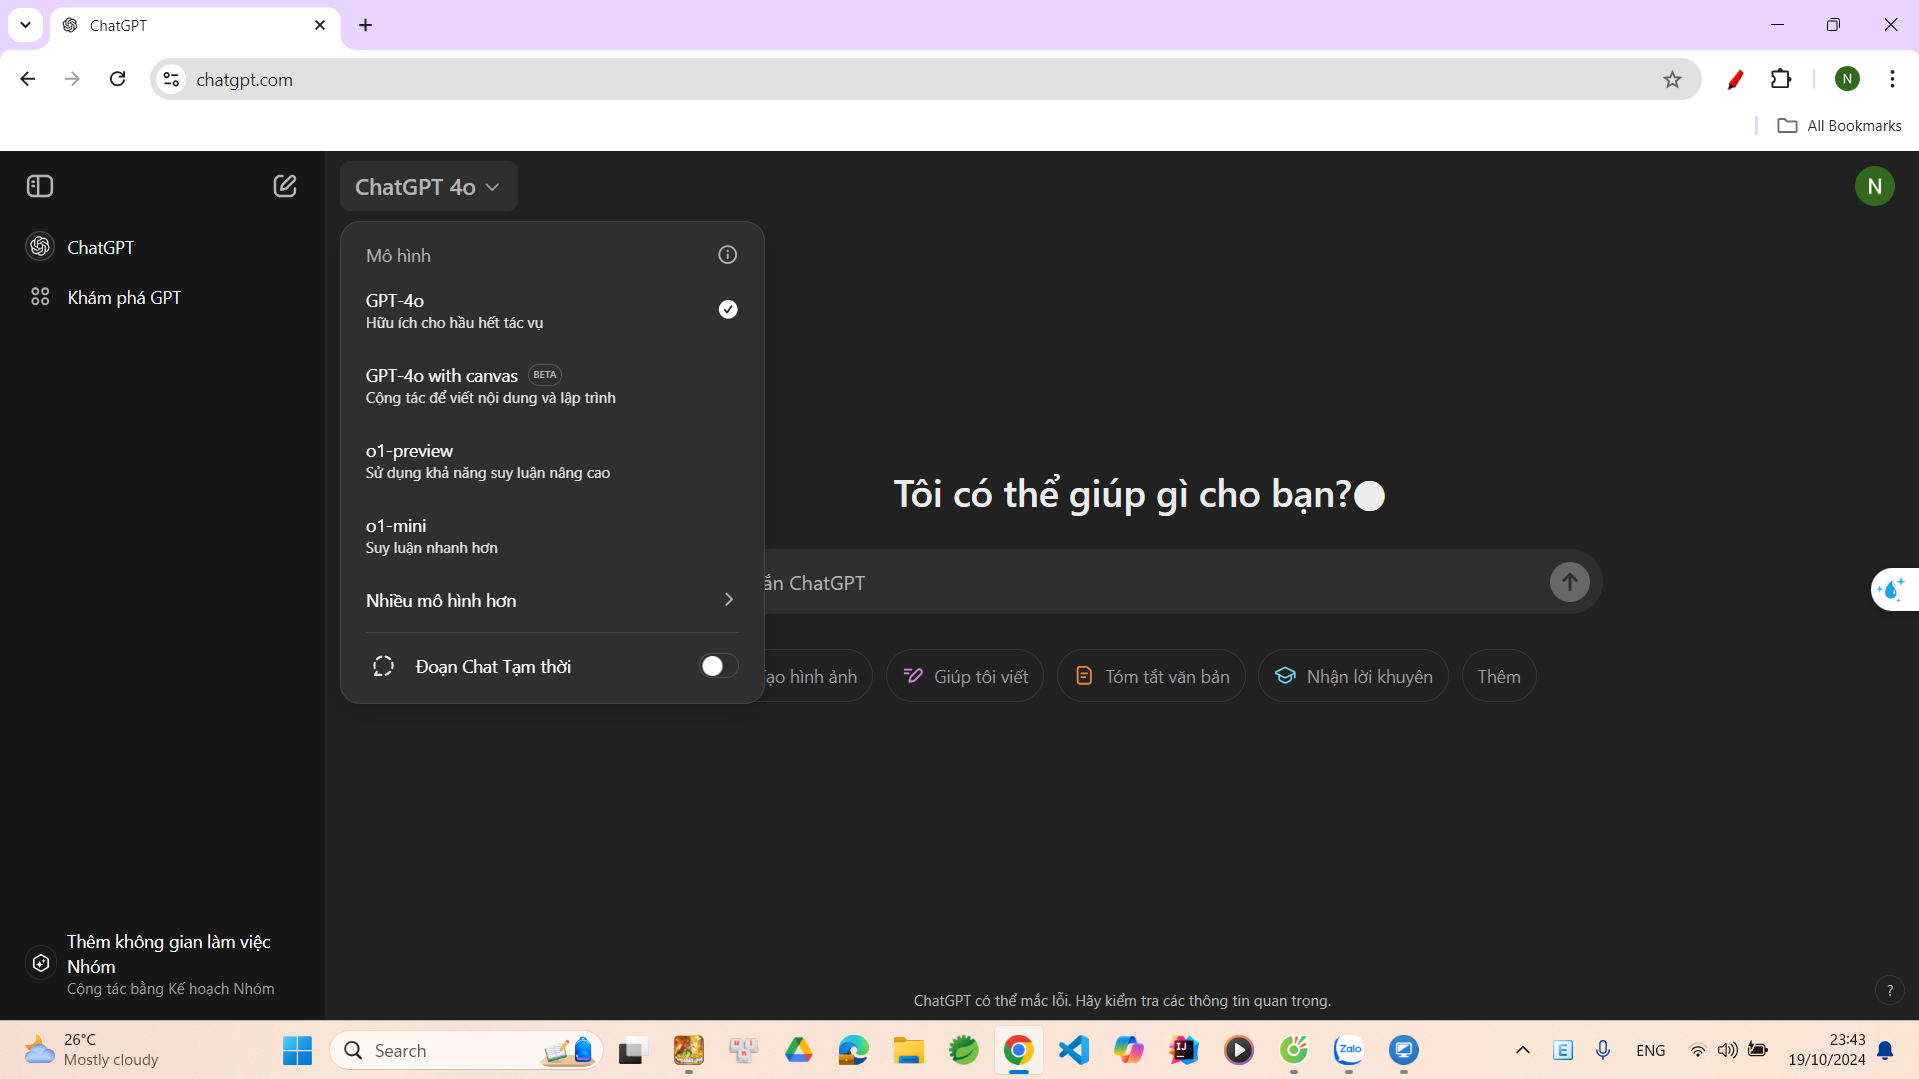 ChatGPT
chatgpt.com
N
All Bookmarks
ChatGPT 4o
N
ChatGPT
Khám phá GPT
Mô hình
GPT-4o
Hữu ích cho hầu hết tác vụ
GPT-4o with canvas BETA
Cộng tác để viết nội dung và lập trình
o1-preview
Sử dụng khả năng suy luận nâng cao
o1-mini
Suy luận nhanh hơn
Nhiều mô hình hơn
Đoạn Chat Tạm thời
Tôi có thể giúp gì cho bạn?
ắn ChatGPT
ạo hình ảnh
Giúp tôi viết
Tóm tắt văn bản
Nhận lời khuyên
Thêm
Thêm không gian làm việc
Nhóm
Cộng tác bằng Kế hoạch Nhóm
ChatGPT có thể mắc lỗi. Hãy kiểm tra các thông tin quan trọng.
?
26°C
Mostly cloudy
Search
IJ
Zalo
E
ENG
23:43
19/10/2024